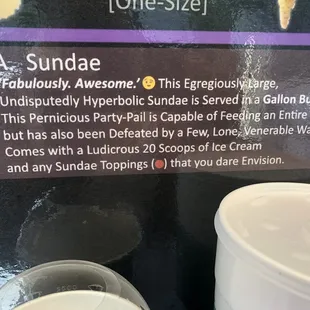 [One-Size]
A. Sundae
'Fabulously. Awesome.' 😉 This Egregiously Large,
Undisputedly Hyperbolic Sundae is Served in a Gallon Bu
This Pernicious Party-Pail is Capable of Feeding an Entire
but has also been Defeated by a Few, Lone, Venerable Wa
Comes with a Ludicrous 20 Scoops of Ice Cream
and any Sundae Toppings (🔴) that you dare Envision.